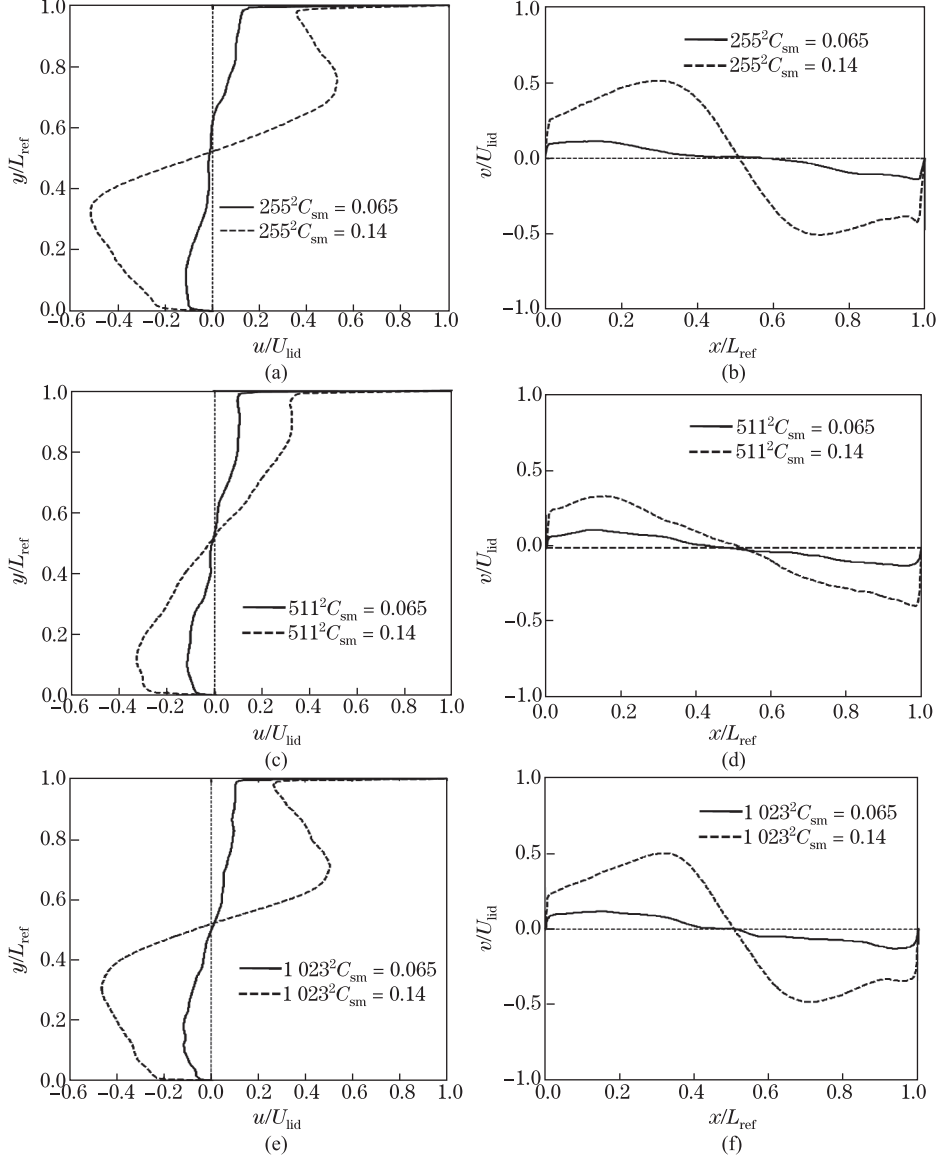 1.0
0.8
0.6
0.4
0.2
0.0
y/L_ref
255²C_sm = 0.065
255²C_sm = 0.14
−0.6 −0.4 −0.2 0.0 0.2 0.4 0.6 0.8 1.0
u/U_lid
(a)
1.0
0.5
0.0
−0.5
−1.0
v/U_lid
255²C_sm = 0.065
255²C_sm = 0.14
0.0 0.2 0.4 0.6 0.8 1.0
x/L_ref
(b)
1.0
0.8
0.6
0.4
0.2
0.0
y/L_ref
511²C_sm = 0.065
511²C_sm = 0.14
−0.6 −0.4 −0.2 0.0 0.2 0.4 0.6 0.8 1.0
u/U_lid
(c)
1.0
0.5
0.0
−0.5
−1.0
v/U_lid
511²C_sm = 0.065
511²C_sm = 0.14
0.0 0.2 0.4 0.6 0.8 1.0
x/L_ref
(d)
1.0
0.8
0.6
0.4
0.2
0.0
y/L_ref
1 023²C_sm = 0.065
1 023²C_sm = 0.14
−0.6 −0.4 −0.2 0.0 0.2 0.4 0.6 0.8 1.0
u/U_lid
(e)
1.0
0.5
0.0
−0.5
−1.0
v/U_lid
1 023²C_sm = 0.065
1 023²C_sm = 0.14
0.0 0.2 0.4 0.6 0.8 1.0
x/L_ref
(f)